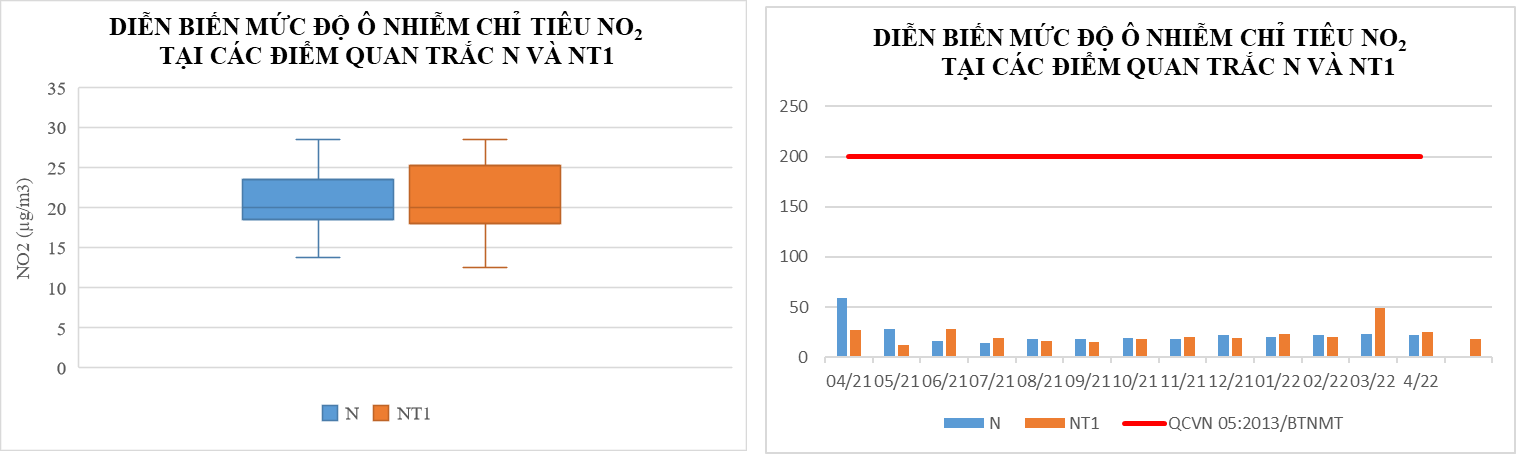 DIỄN BIẾN MỨC ĐỘ Ô NHIỄM CHỈ TIÊU NO₂
TẠI CÁC ĐIỂM QUAN TRẮC N VÀ NT1
35
30
25
20
15
10
5
0
NO2 (µg/m3)
N NT1
DIỄN BIẾN MỨC ĐỘ Ô NHIỄM CHỈ TIÊU NO₂
TẠI CÁC ĐIỂM QUAN TRẮC N VÀ NT1
250
200
150
100
50
0
04/21 05/21 06/21 07/21 08/21 09/21 10/21 11/21 12/21 01/22 02/22 03/22 4/22
N NT1 QCVN 05:2013/BTNMT